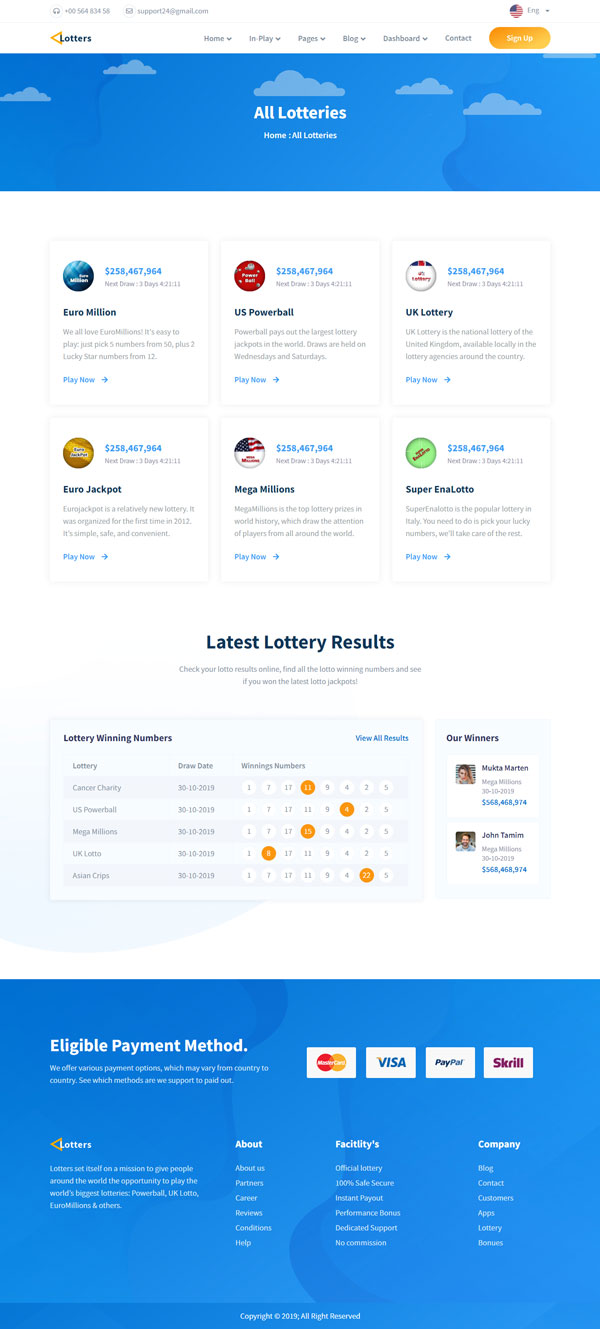 +00 564 834 58 support24@gmail.com Eng
Lotters Home In-Play Pages Blog Dashboard Contact Sign Up
All Lotteries
Home : All Lotteries
$258,467,964
Next Draw : 3 Days 4:21:11
Euro Million
We all love EuroMillions! It's easy to
play: just pick 5 numbers from 50, plus 2
Lucky Star numbers from 12.
Play Now
Power Ball
$258,467,964
Next Draw : 3 Days 4:21:11
US Powerball
Powerball pays out the largest lottery
jackpots in the world. Draws are held on
Wednesdays and Saturdays.
Play Now
$258,467,964
Next Draw : 3 Days 4:21:11
UK Lottery
UK Lottery is the national lottery of the
United Kingdom, available locally in the
lottery agencies around the country.
Play Now
$258,467,964
Next Draw : 3 Days 4:21:11
Euro Jackpot
Eurojackpot is a relatively new lottery. It
was organized for the first time in 2012.
It's simple, safe, and convenient.
Play Now
$258,467,964
Next Draw : 3 Days 4:21:11
Mega Millions
MegaMillions is the top lottery prizes in
world history, which draw the attention
of players from all around the world.
Play Now
$258,467,964
Next Draw : 3 Days 4:21:11
Super EnaLotto
SuperEnalotto is the popular lottery in
Italy. You need to do is pick your lucky
numbers, we'll take care of the rest.
Play Now
Latest Lottery Results
Check your lotto results online, find all the lotto winning numbers and see
if you won the latest lotto jackpots!
Lottery Winning Numbers View All Results
Lottery Draw Date Winnings Numbers
Cancer Charity 30-10-2019 1 7 17 11 9 4 2 5
US Powerball 30-10-2019 1 7 17 11 9 4 2 5
Mega Millions 30-10-2019 1 7 17 15 9 4 2 5
UK Lotto 30-10-2019 1 8 17 11 9 4 2 5
Asian Crips 30-10-2019 1 7 17 11 9 4 22 5
Our Winners
Mukta Marten
Mega Millions
30-10-2019
$568,468,974
John Tamim
Mega Millions
30-10-2019
$568,468,974
Eligible Payment Method.
We offer various payment options, which may vary from country to
country. See which methods are we support to paid out.
MasterCard VISA PayPal Skrill
Lotters
Lotters set itself on a mission to give people
around the world the opportunity to play the
world's biggest lotteries: Powerball, UK Lotto,
EuroMillions & others.
About
About us
Partners
Career
Reviews
Conditions
Help
Facitlity's
Official lottery
100% Safe Secure
Instant Payout
Performance Bonus
Dedicated Support
No commission
Company
Blog
Contact
Customers
Apps
Lottery
Bonues
Copyright © 2019; All Right Reserved